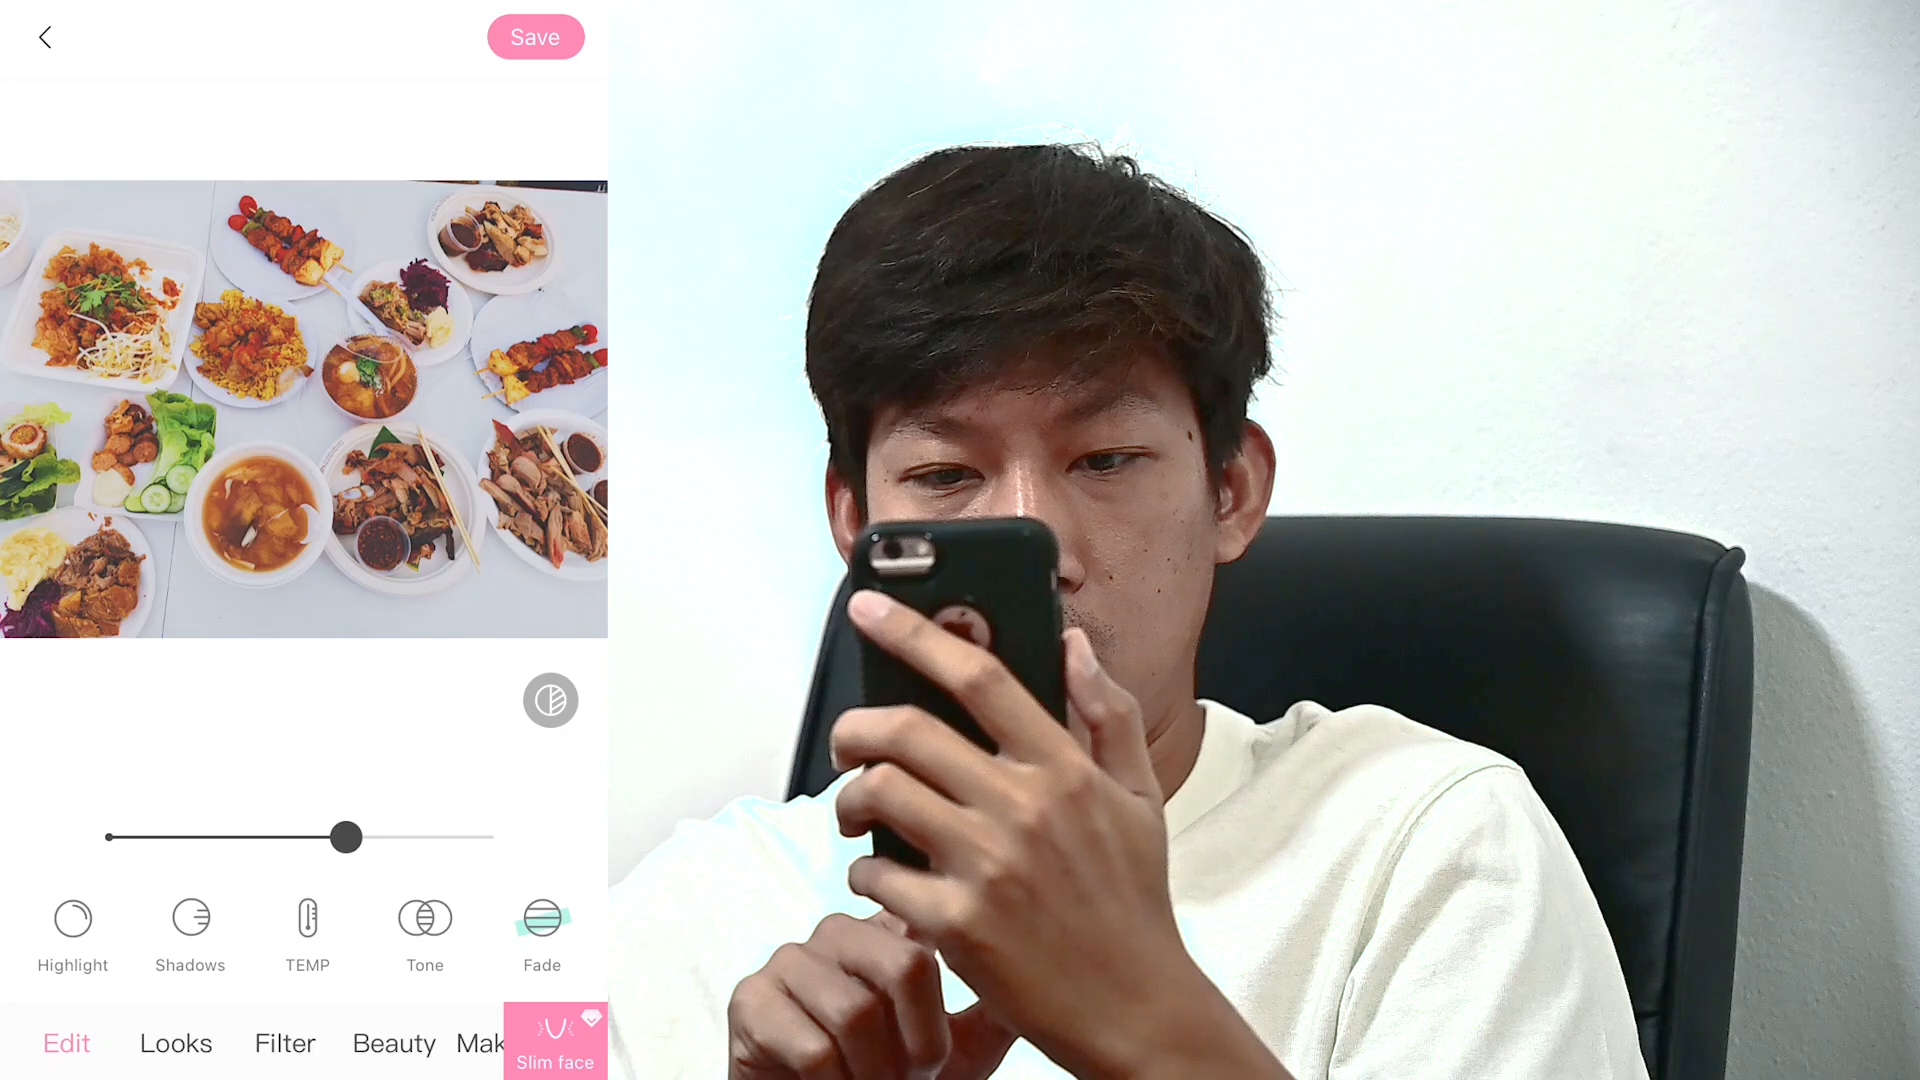 Save
Highlight
Shadows
TEMP
Tone
Fade
Edit
Looks
Filter
Beauty
Mak
Slim face